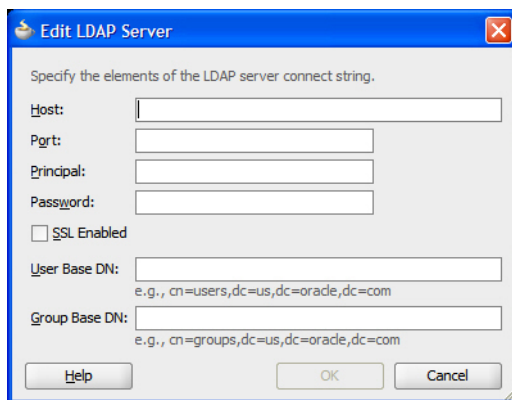 Edit LDAP Server
Specify the elements of the LDAP server connect string.
Host:
Port:
Principal:
Password:
SSL Enabled
User Base DN:
e.g., cn=users,dc=us,dc=oracle,dc=com
Group Base DN:
e.g., cn=groups,dc=us,dc=oracle,dc=com
Help OK Cancel